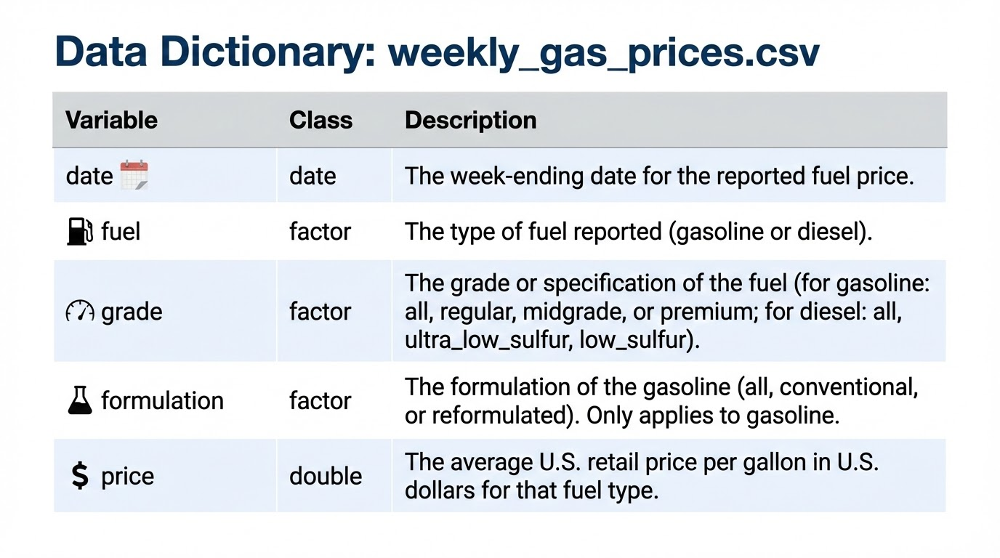 Data Dictionary: weekly_gas_prices.csv
Variable Class Description
date date The week-ending date for the reported fuel price.
fuel factor The type of fuel reported (gasoline or diesel).
grade factor The grade or specification of the fuel (for gasoline:
all, regular, midgrade, or premium; for diesel: all,
ultra_low_sulfur, low_sulfur).
formulation factor The formulation of the gasoline (all, conventional,
or reformulated). Only applies to gasoline.
$ price double The average U.S. retail price per gallon in U.S.
dollars for that fuel type.